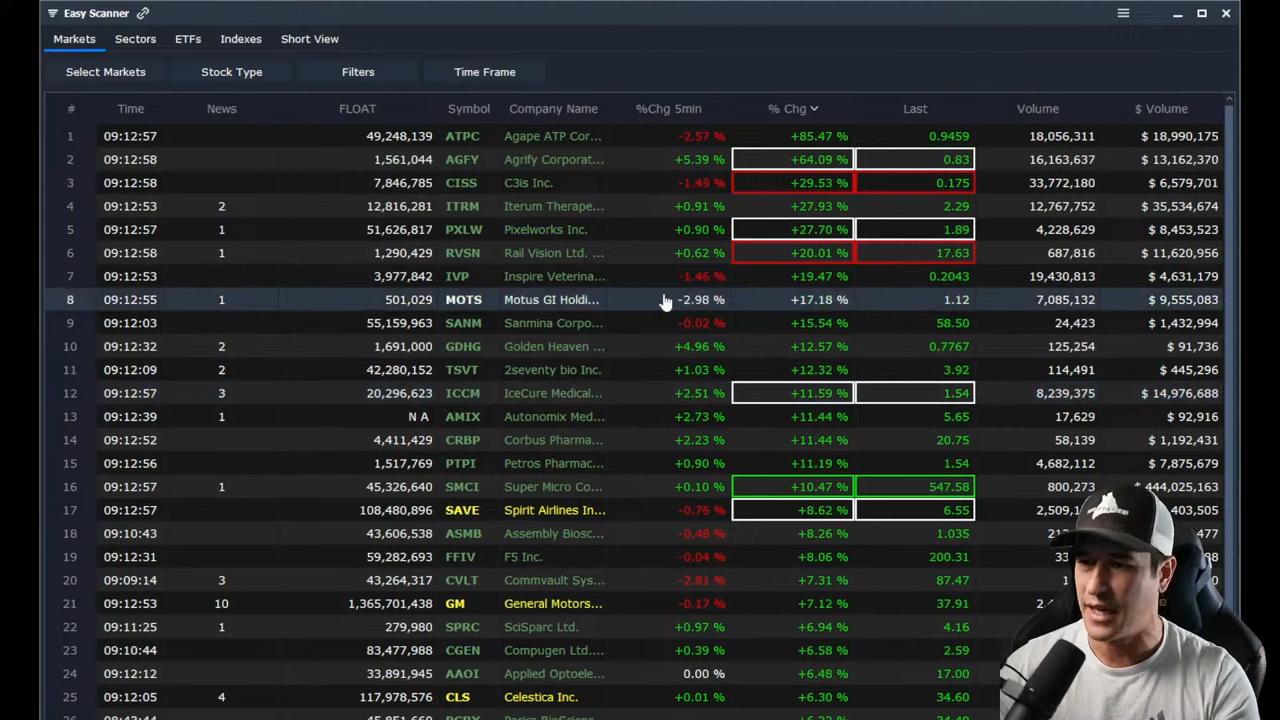 Easy Scanner
Markets Sectors ETFs Indexes Short View
Select Markets Stock Type Filters Time Frame
# Time News FLOAT Symbol Company Name %Chg 5min % Chg Last Volume $ Volume
1 09:12:57 49,248,139 ATPC Agape ATP Cor... -2.57 % +85.47 % 0.9459 18,056,311 $ 18,990,175
2 09:12:58 1,561,044 AGFY Agrify Corporat... +5.39 % +64.09 % 0.83 16,163,637 $ 13,162,370
3 09:12:58 7,846,785 CISS C3is Inc. -1.49 % +29.53 % 0.175 33,772,180 $ 6,579,701
4 09:12:53 2 12,816,281 ITRM Iterum Therape... +0.91 % +27.93 % 2.29 12,767,752 $ 35,534,674
5 09:12:57 1 51,626,817 PXLW Pixelworks Inc. +0.90 % +27.70 % 1.89 4,228,629 $ 8,453,523
6 09:12:58 1 1,290,429 RVSN Rail Vision Ltd. ... +0.62 % +20.01 % 17.63 687,816 $ 11,620,956
7 09:12:53 3,977,842 IVP Inspire Veterina... -1.46 % +19.47 % 0.2043 19,430,813 $ 4,631,179
8 09:12:55 1 501,029 MOTS Motus GI Holdi... -2.98 % +17.18 % 1.12 7,085,132 $ 9,555,083
9 09:12:03 55,159,963 SANM Sanmina Corpo... -0.02 % +15.54 % 58.50 24,423 $ 1,432,994
10 09:12:32 2 1,691,000 GDHG Golden Heaven ... +4.96 % +12.57 % 0.7767 125,254 $ 91,736
11 09:12:09 2 42,280,152 TSVT 2seventy bio Inc. +1.03 % +12.32 % 3.92 114,491 $ 445,296
12 09:12:57 3 20,296,623 ICCM IceCure Medical... +2.51 % +11.59 % 1.54 8,239,375 $ 14,976,688
13 09:12:39 1 N A AMIX Autonomix Med... +2.73 % +11.44 % 5.65 17,629 $ 92,916
14 09:12:52 4,411,429 CRBP Corbus Pharma... +2.23 % +11.44 % 20.75 58,139 $ 1,192,431
15 09:12:56 1,517,769 PTPI Petros Pharmac... +0.90 % +11.19 % 1.54 4,682,112 $ 7,875,679
16 09:12:57 1 45,326,640 SMCI Super Micro Co... +0.10 % +10.47 % 547.58 800,273 $ 444,025,163
17 09:12:57 SAVE 108,480,896 Spirit Airlines In... -0.76 % +8.62 % 6.55 2,509, 403,505
18 09:10:43 ASMB Assembly Biosc... -0.48 % +8.26 % 1.035 477
19 09:12:31 59,282,693 FFIV F5 Inc. -0.04 % +8.06 % 200.31
20 09:09:14 3 43,264,317 CVLT Commvault Sys... -2.81 % +7.31 % 87.47
21 09:12:53 10 1,365,701,438 GM General Motors... -0.17 % +7.12 % 37.91
22 09:11:25 1 279,980 SPRC SciSparc Ltd. +0.97 % +6.94 % 4.16
23 09:10:44 83,477,988 CGEN Compugen Ltd.... +0.39 % +6.58 % 2.59
24 09:12:12 33,891,945 AAOI Applied Optoele... 0.00 % +6.48 % 17.00
25 09:12:05 4 117,978,576 CLS Celestica Inc. +0.01 % +6.30 % 34.60